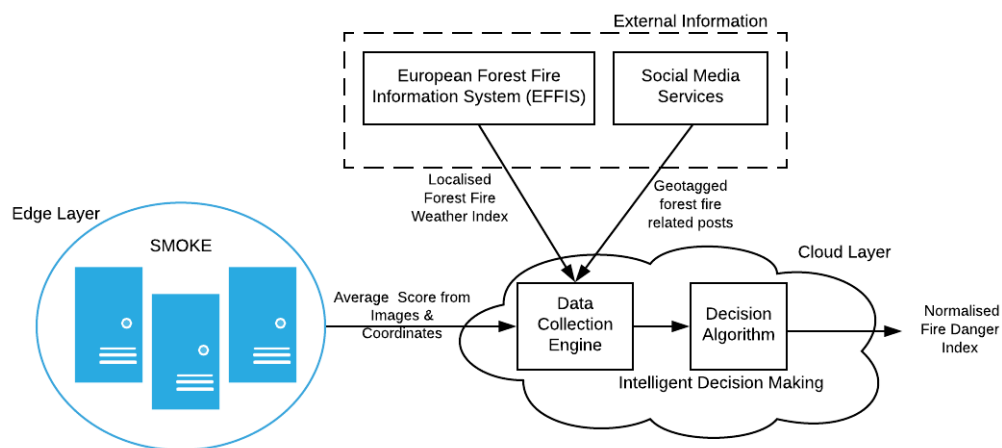 External Information
European Forest Fire
Information System (EFFIS)
Social Media
Services
Localised
Forest Fire
Weather Index
Geotagged
forest fire
related posts
Edge Layer
SMOKE
Average Score from
Images &
Coordinates
Cloud Layer
Data
Collection
Engine
Decision
Algorithm
Intelligent Decision Making
Normalised
Fire Danger
Index